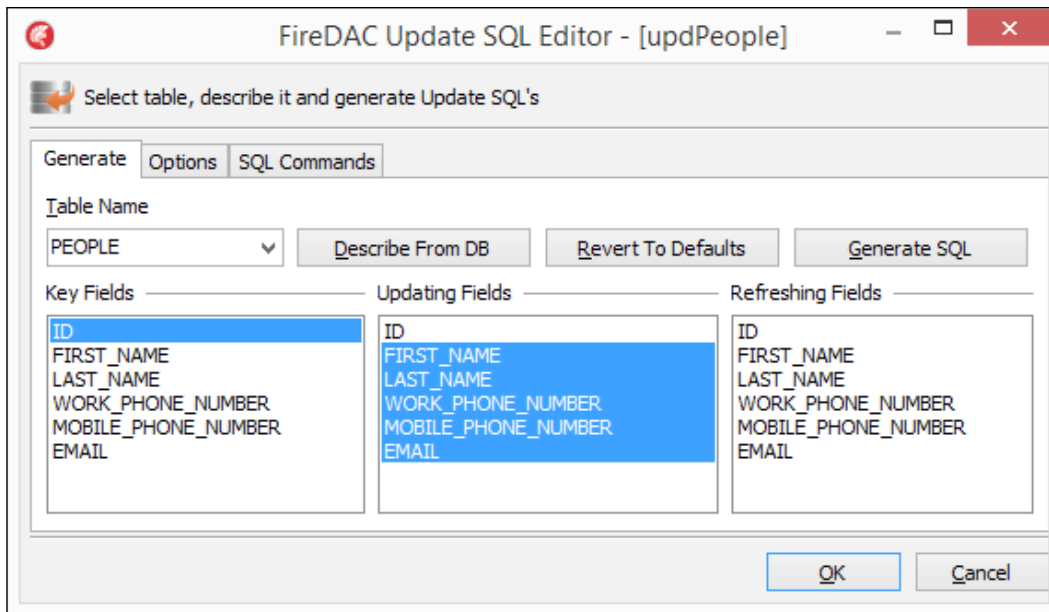 FireDAC Update SQL Editor - [updPeople]
Select table, describe it and generate Update SQL's
Generate Options SQL Commands
Table Name
PEOPLE Describe From DB Revert To Defaults Generate SQL
Key Fields Updating Fields Refreshing Fields
ID ID ID
FIRST_NAME FIRST_NAME FIRST_NAME
LAST_NAME LAST_NAME LAST_NAME
WORK_PHONE_NUMBER WORK_PHONE_NUMBER WORK_PHONE_NUMBER
MOBILE_PHONE_NUMBER MOBILE_PHONE_NUMBER MOBILE_PHONE_NUMBER
EMAIL EMAIL EMAIL
OK Cancel